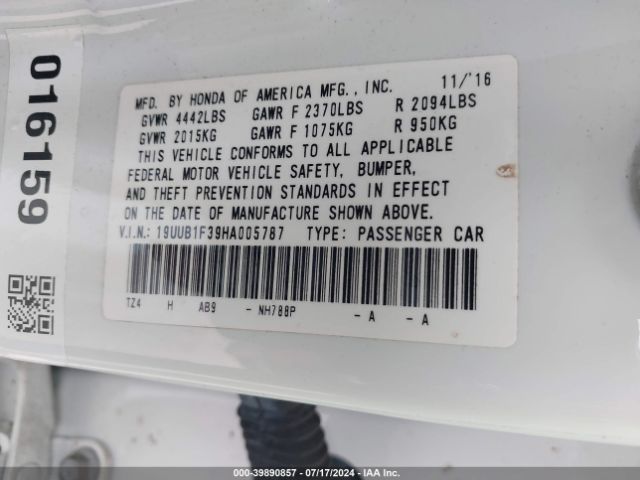 016159
MFD. BY HONDA OF AMERICA MFG., INC. 11/'16
GVWR 4442LBS GAWR F 2370LBS R 2094LBS
GVWR 2015KG GAWR F 1075KG R 950KG
THIS VEHICLE CONFORMS TO ALL APPLICABLE
FEDERAL MOTOR VEHICLE SAFETY, BUMPER,
AND THEFT PREVENTION STANDARDS IN EFFECT
ON THE DATE OF MANUFACTURE SHOWN ABOVE.
V.I.N.: 19UUB1F39HA005787 TYPE: PASSENGER CAR
TZ4 H AB9 - NH788P - A - A
000-39890857 / 07/17/2024 - IAA Inc.